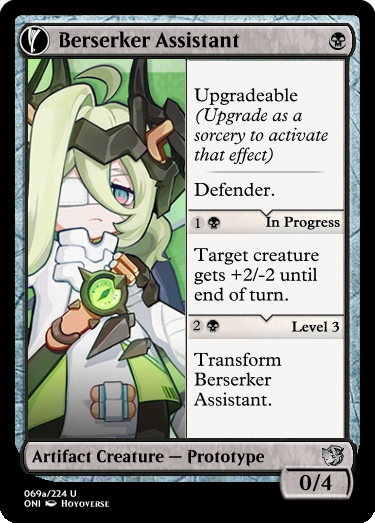 Berserker Assistant
Upgradeable
(Upgrade as a
sorcery to activate
that effect)
Defender.
1 In Progress
Target creature
gets +2/-2 until
end of turn.
2 Level 3
Transform
Berserker
Assistant.
Artifact Creature — Prototype
0/4
069a/224 U
ONI Hoyoverse